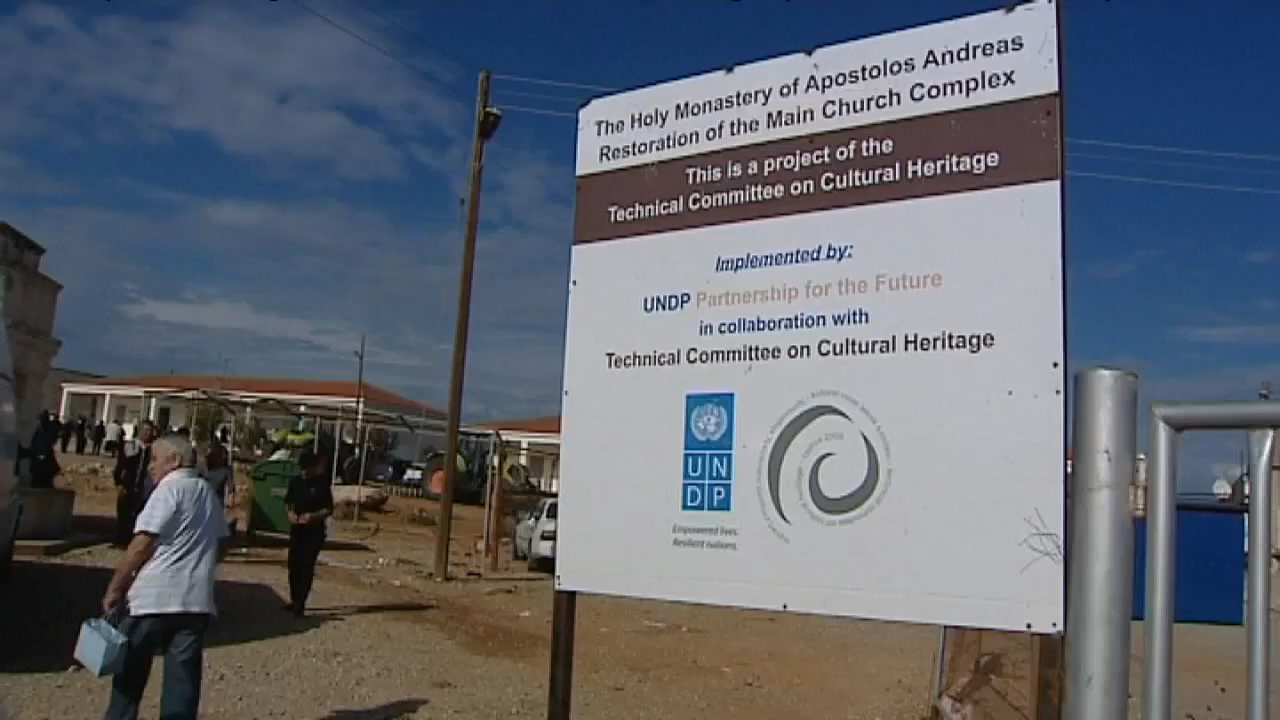 The Holy Monastery of Apostolos Andreas
Restoration of the Main Church Complex
This is a project of the
Technical Committee on Cultural Heritage
Implemented by:
UNDP Partnership for the Future
in collaboration with
Technical Committee on Cultural Heritage
UN
DP
Empowered lives.
Resilient nations.